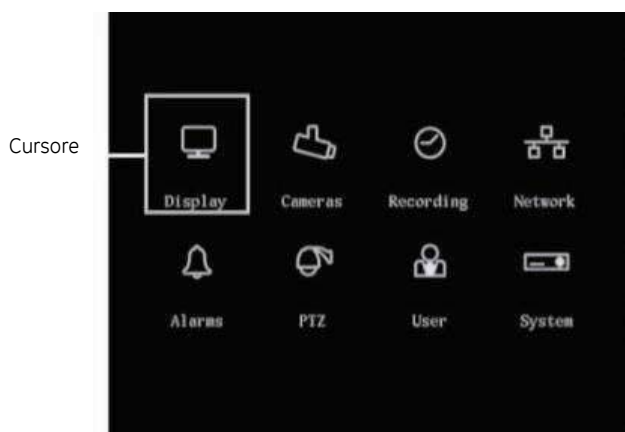 Cursore
Display Cameras Recording Network
Alarms PTZ User System